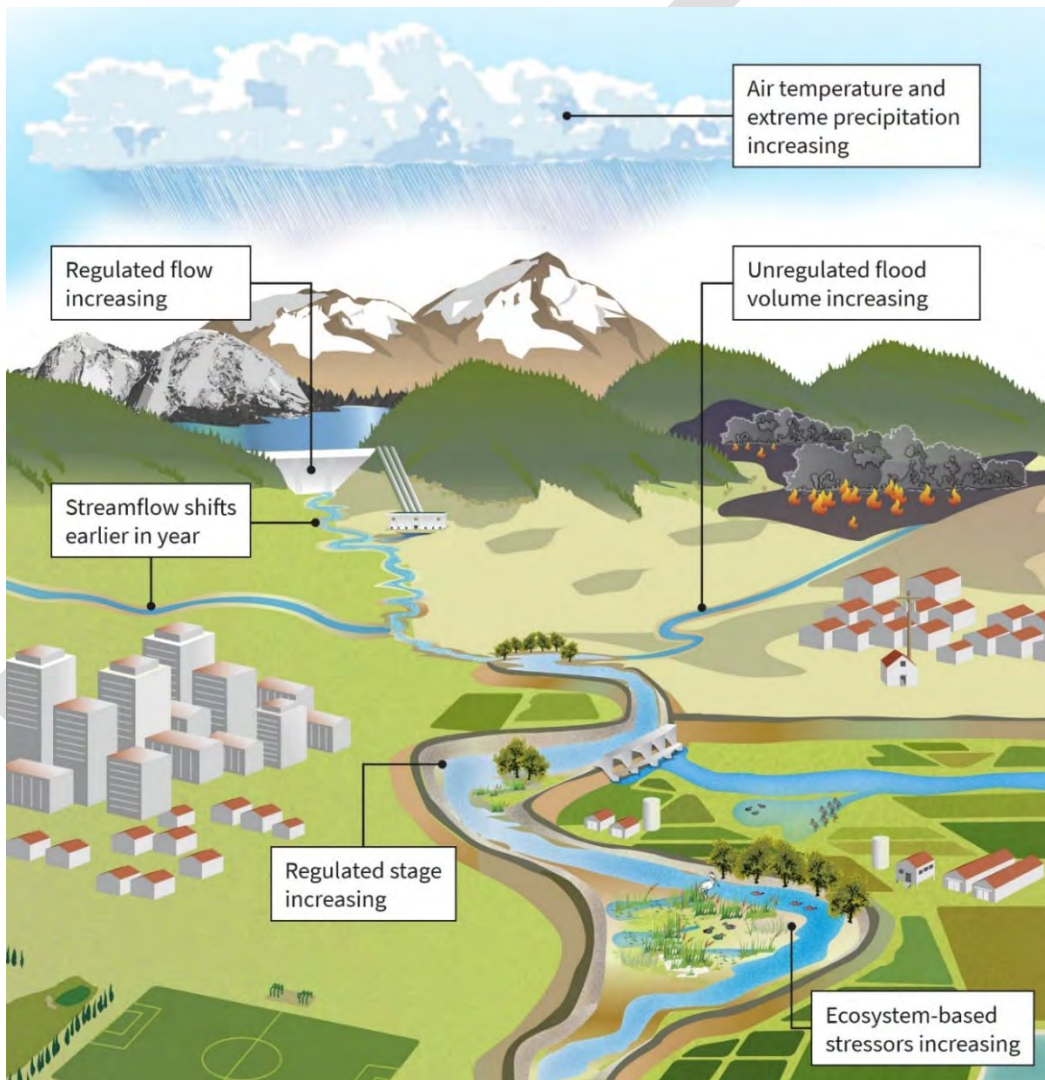 Air temperature and
extreme precipitation
increasing
Regulated flow
increasing
Unregulated flood
volume increasing
Streamflow shifts
earlier in year
Regulated stage
increasing
Ecosystem-based
stressors increasing